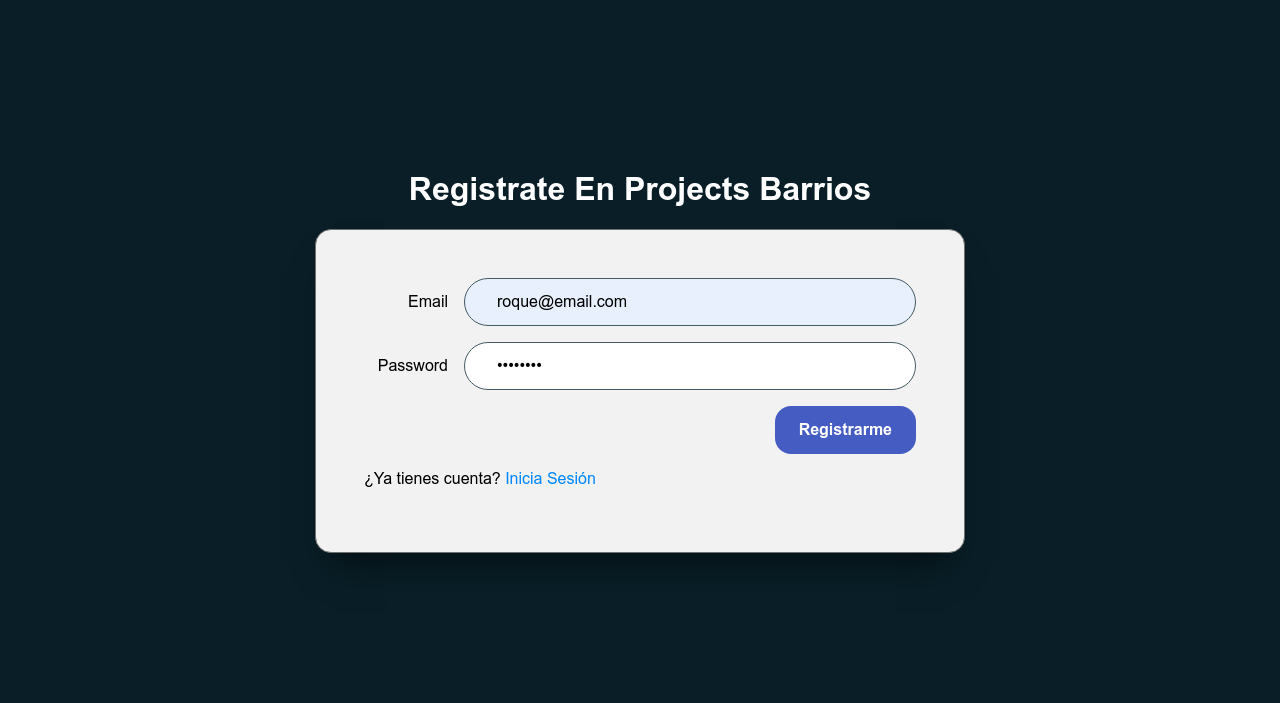 Registrate En Projects Barrios
Email
roque@email.com
Password
••••••••
Registrarme
¿Ya tienes cuenta? Inicia Sesión